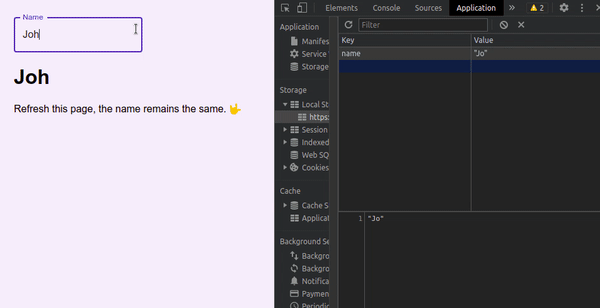 Name
Joh
Joh
Refresh this page, the name remains the same. 🤟
Elements Console Sources Application » 2
Application
Manifes
Service
Storage
Storage
Local St
https:
Session
Indexed
Web SQ
Cookies
Cache
Cache S
Applicat
Background Se
Backgro
Backgro
Notificat
Paymen
Periodic
Filter
Key Value
name "Jo"
1 "Jo"